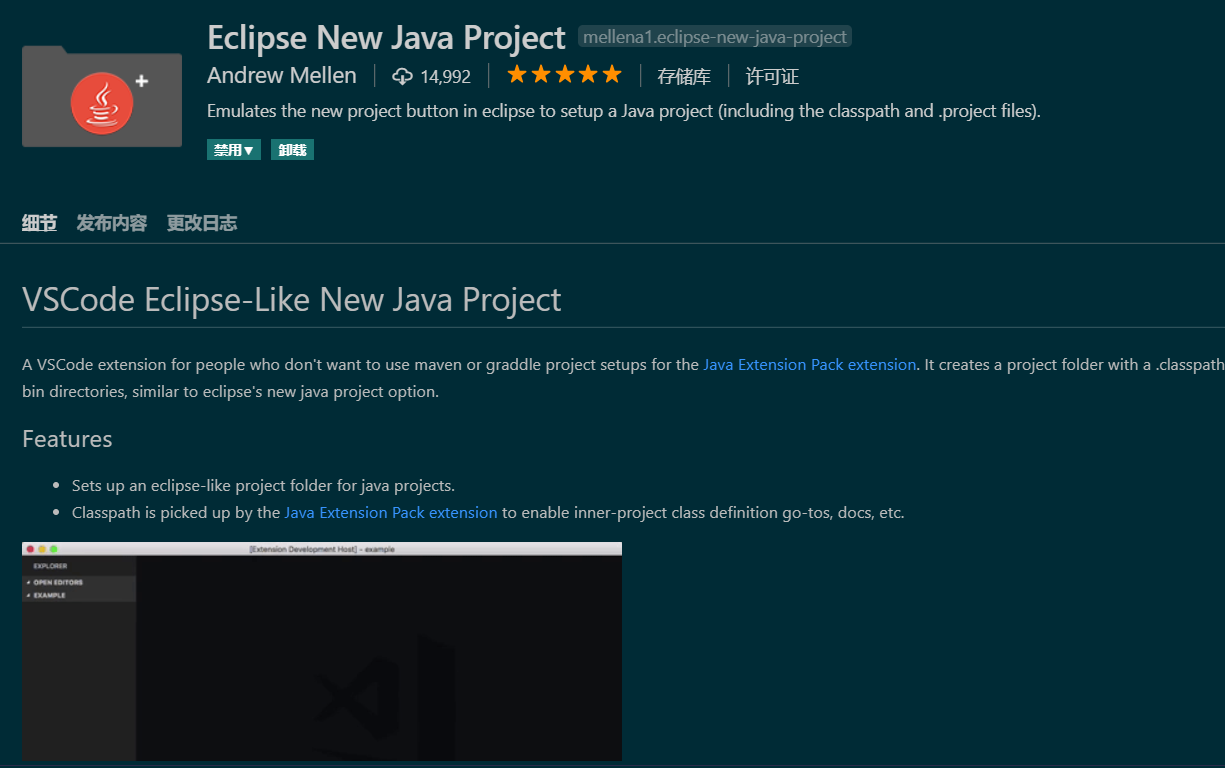 Eclipse New Java Project mellena1.eclipse-new-java-project
Andrew Mellen 14,992 存储库 许可证
Emulates the new project button in eclipse to setup a Java project (including the classpath and .project files).
禁用▼ 卸载
细节 发布内容 更改日志
VSCode Eclipse-Like New Java Project
A VSCode extension for people who don't want to use maven or graddle project setups for the Java Extension Pack extension. It creates a project folder with a .classpath
bin directories, similar to eclipse's new java project option.
Features
Sets up an eclipse-like project folder for java projects.
Classpath is picked up by the Java Extension Pack extension to enable inner-project class definition go-tos, docs, etc.
[Extension Development Host] - example
EXPLORER
OPEN EDITORS
EXAMPLE